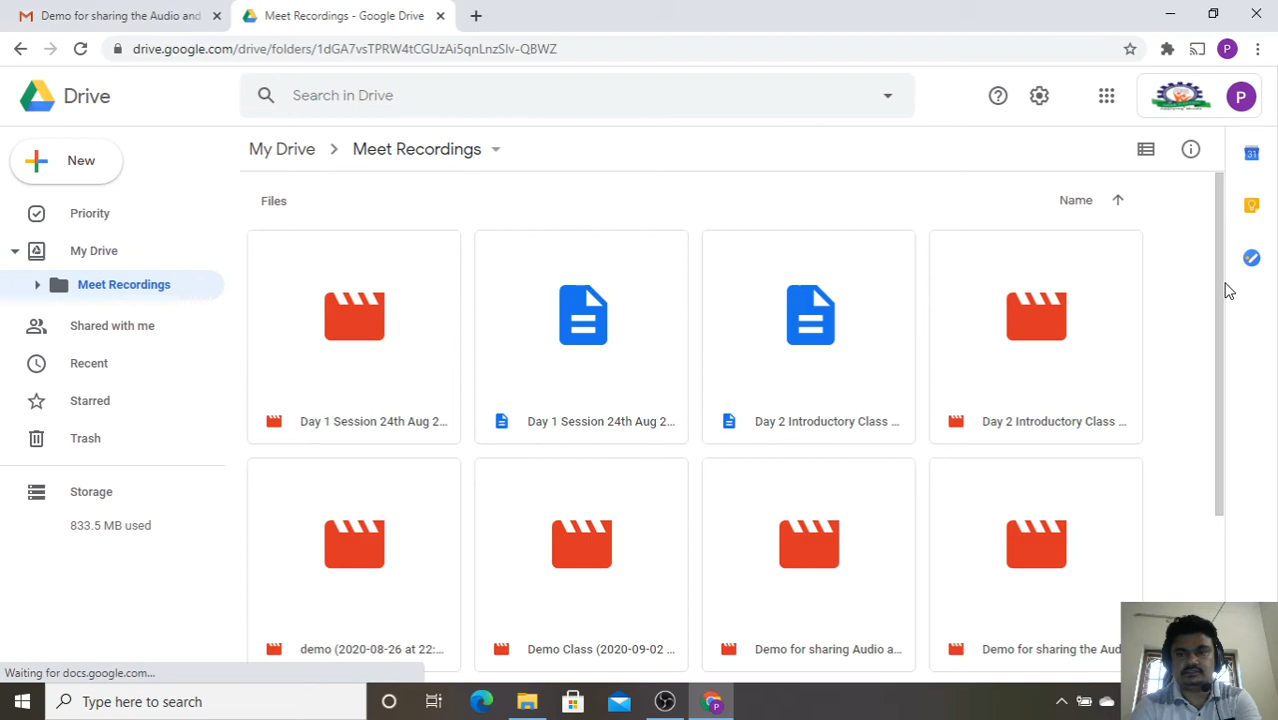 Demo for sharing the Audio and
Meet Recordings - Google Drive
drive.google.com/drive/folders/1dGA7vsTPRW4tCGUzAi5qnLnzSlv-QBWZ
P
Drive
Search in Drive
P
New
My Drive
Meet Recordings
31
Priority
Files
Name
My Drive
Meet Recordings
Shared with me
Recent
Starred
Day 1 Session 24th Aug 2...
Day 1 Session 24th Aug 2...
Day 2 Introductory Class ...
Day 2 Introductory Class ...
Trash
Storage
833.5 MB used
demo (2020-08-26 at 22:...
Demo Class (2020-09-02 ...
Demo for sharing Audio a...
Demo for sharing the Aud
Waiting for docs.google.com...
Type here to search
P